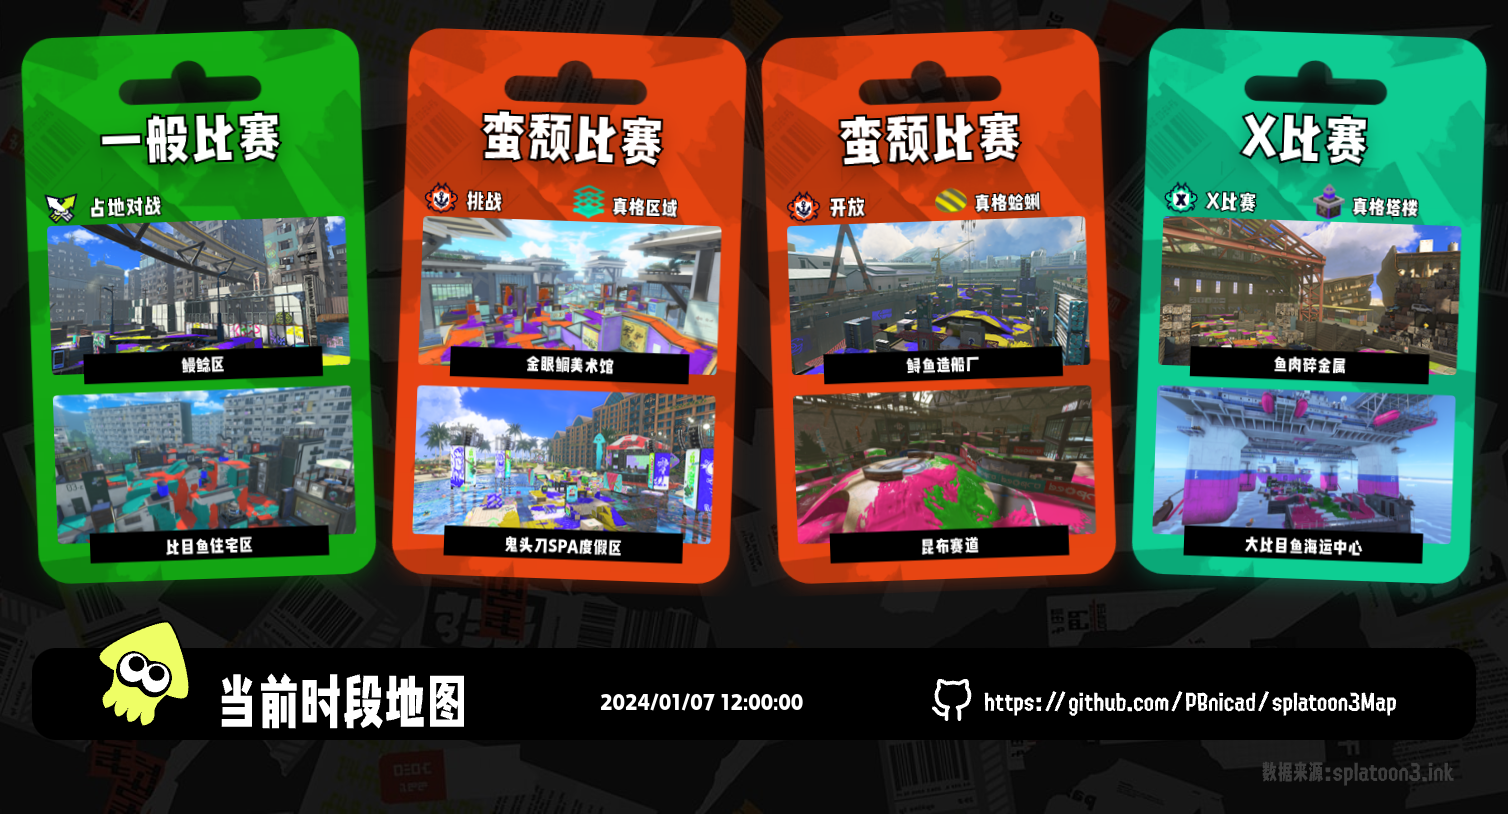 一般比赛
占地对战
鳗鲶区
比目鱼住宅区
蛮颓比赛
挑战
真格区域
金眼鲷美术馆
鬼头刀SPA度假区
蛮颓比赛
开放
真格蛤蜊
鲟鱼造船厂
昆布赛道
X比赛
X比赛
真格塔楼
鱼肉碎金属
大比目鱼海运中心
当前时段地图
2024/01/07 12:00:00
https://github.com/PBnicad/splatoon3Map
数据来源:splatoon3.ink